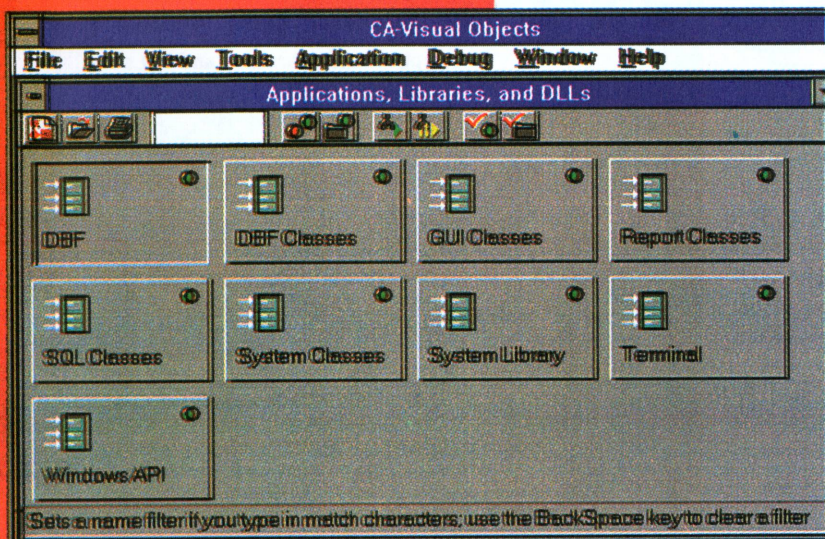 CA-Visual Objects
File Edit View Tools Application Debug Window Help
Applications, Libraries, and DLLs
DBF
DBF Classes
GUI Classes
Report Classes
SQL Classes
System Classes
System Library
Terminal
Windows API
Sets a name filter if you type in match characters; use the BackSpace key to clear a filter